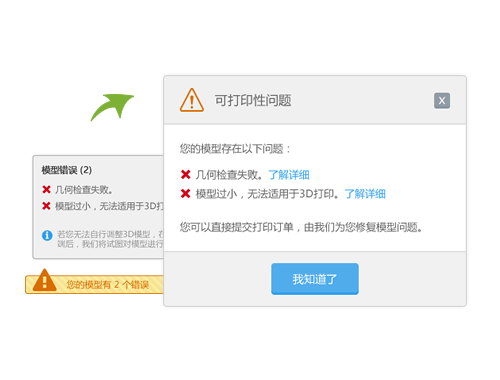 可打印性问题
X
您的模型存在以下问题：
几何检查失败。了解详细
模型过小，无法适用于3D打印。了解详细
您可以直接提交打印订单，由我们为您修复模型问题。
我知道了
模型错误 (2)
几何检查失败。
模型过小，无法适用于3D打
若您无法自行调整3D模型，在
端后，我们将试图对模型进行
您的模型有 2 个错误